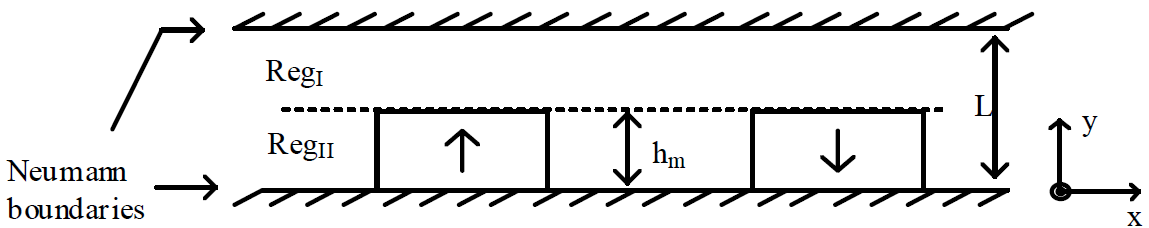 Reg_I
L
y
Reg_II
h_m
Neumann
boundaries
x